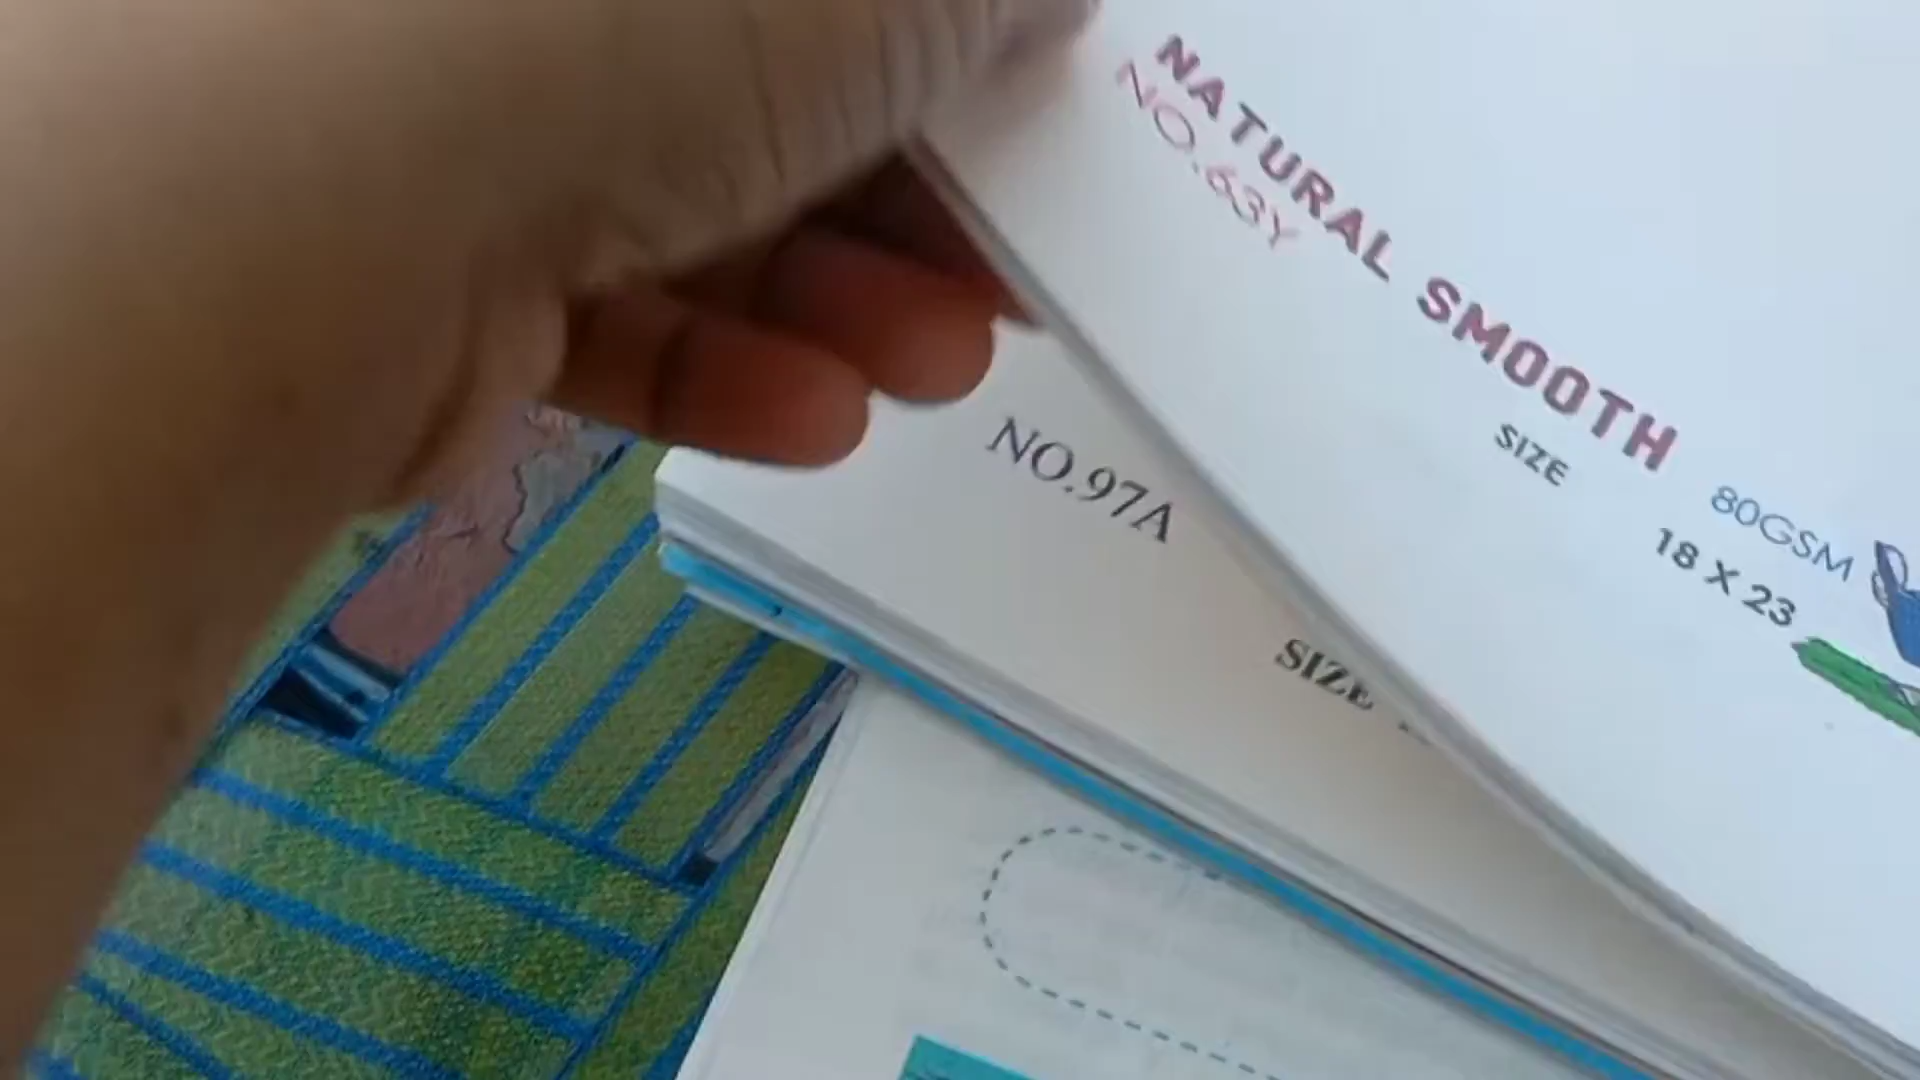 NATURAL SMOOTH
NO.63Y
80GSM
SIZE
18 X 23
NO.97A
SIZE